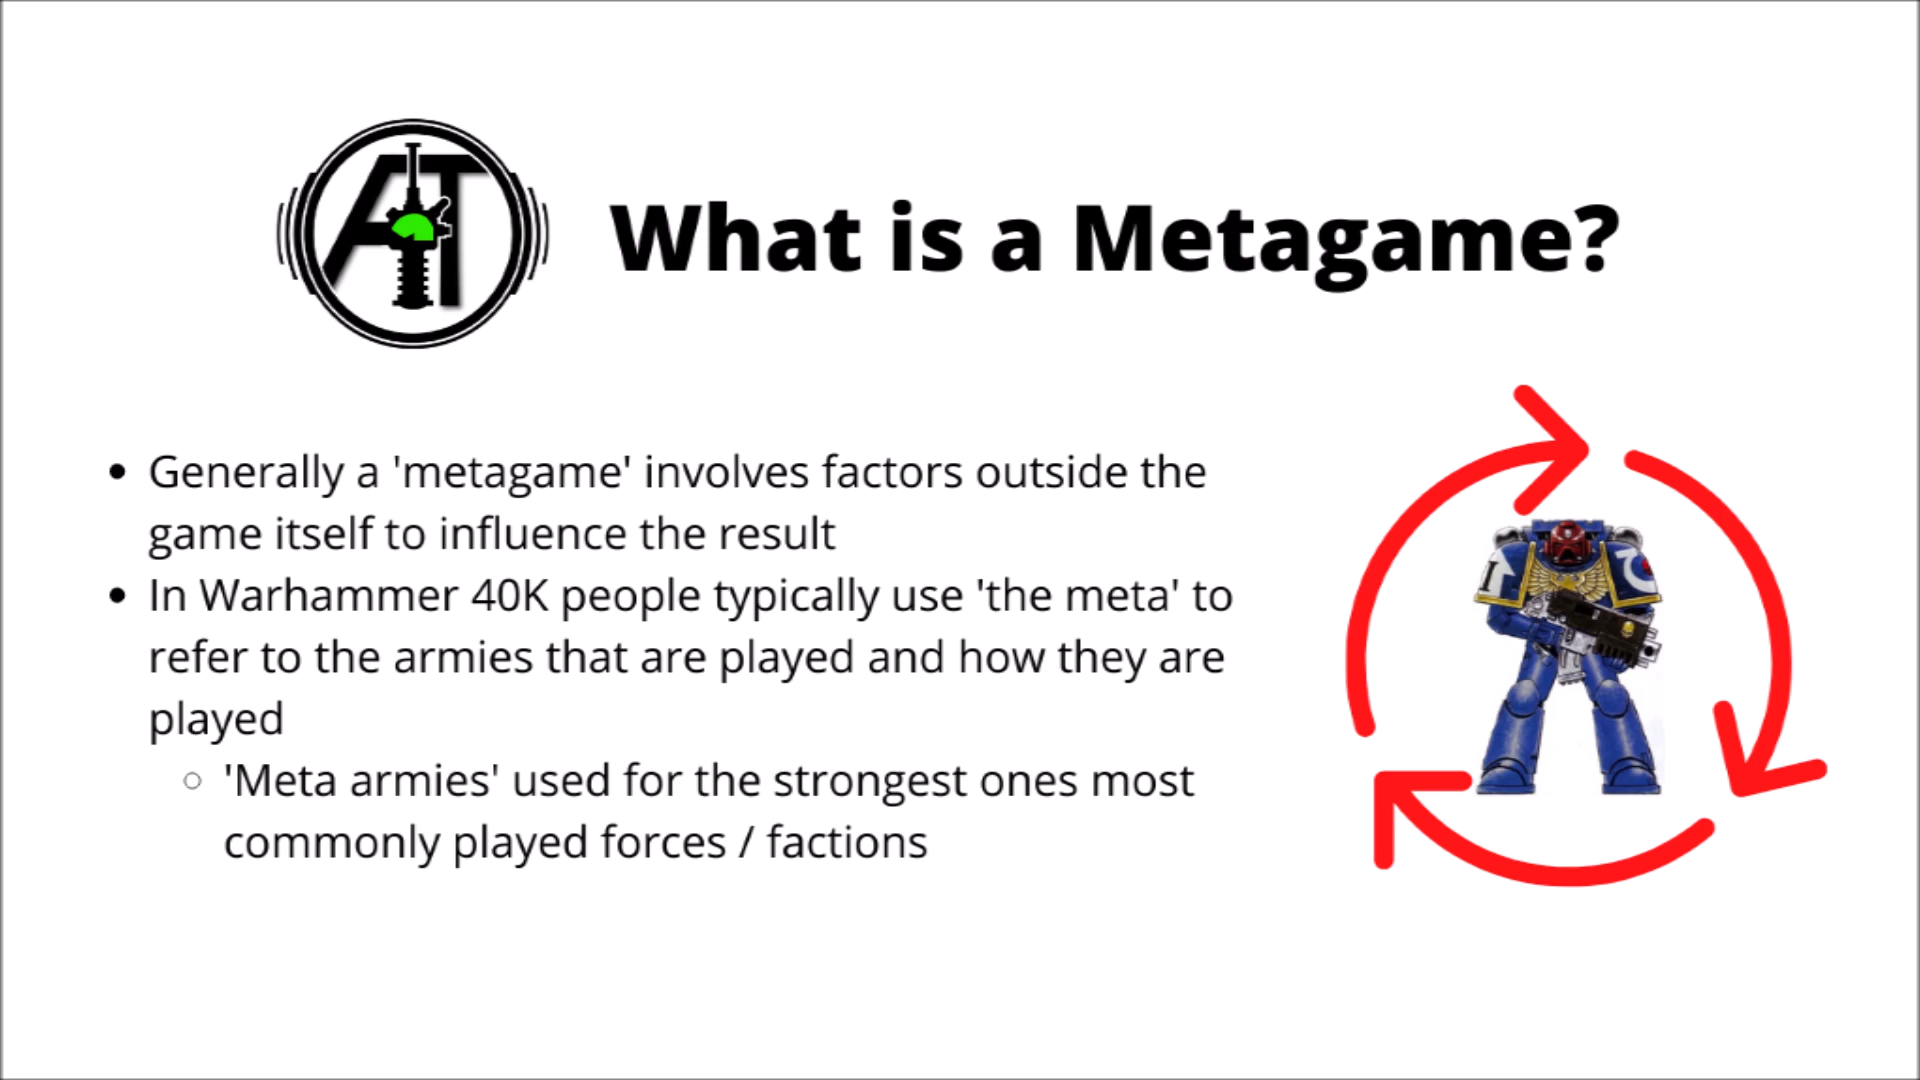 AT
What is a Metagame?
Generally a 'metagame' involves factors outside the
game itself to influence the result
In Warhammer 40K people typically use 'the meta' to
refer to the armies that are played and how they are
played
'Meta armies' used for the strongest ones most
commonly played forces / factions
I